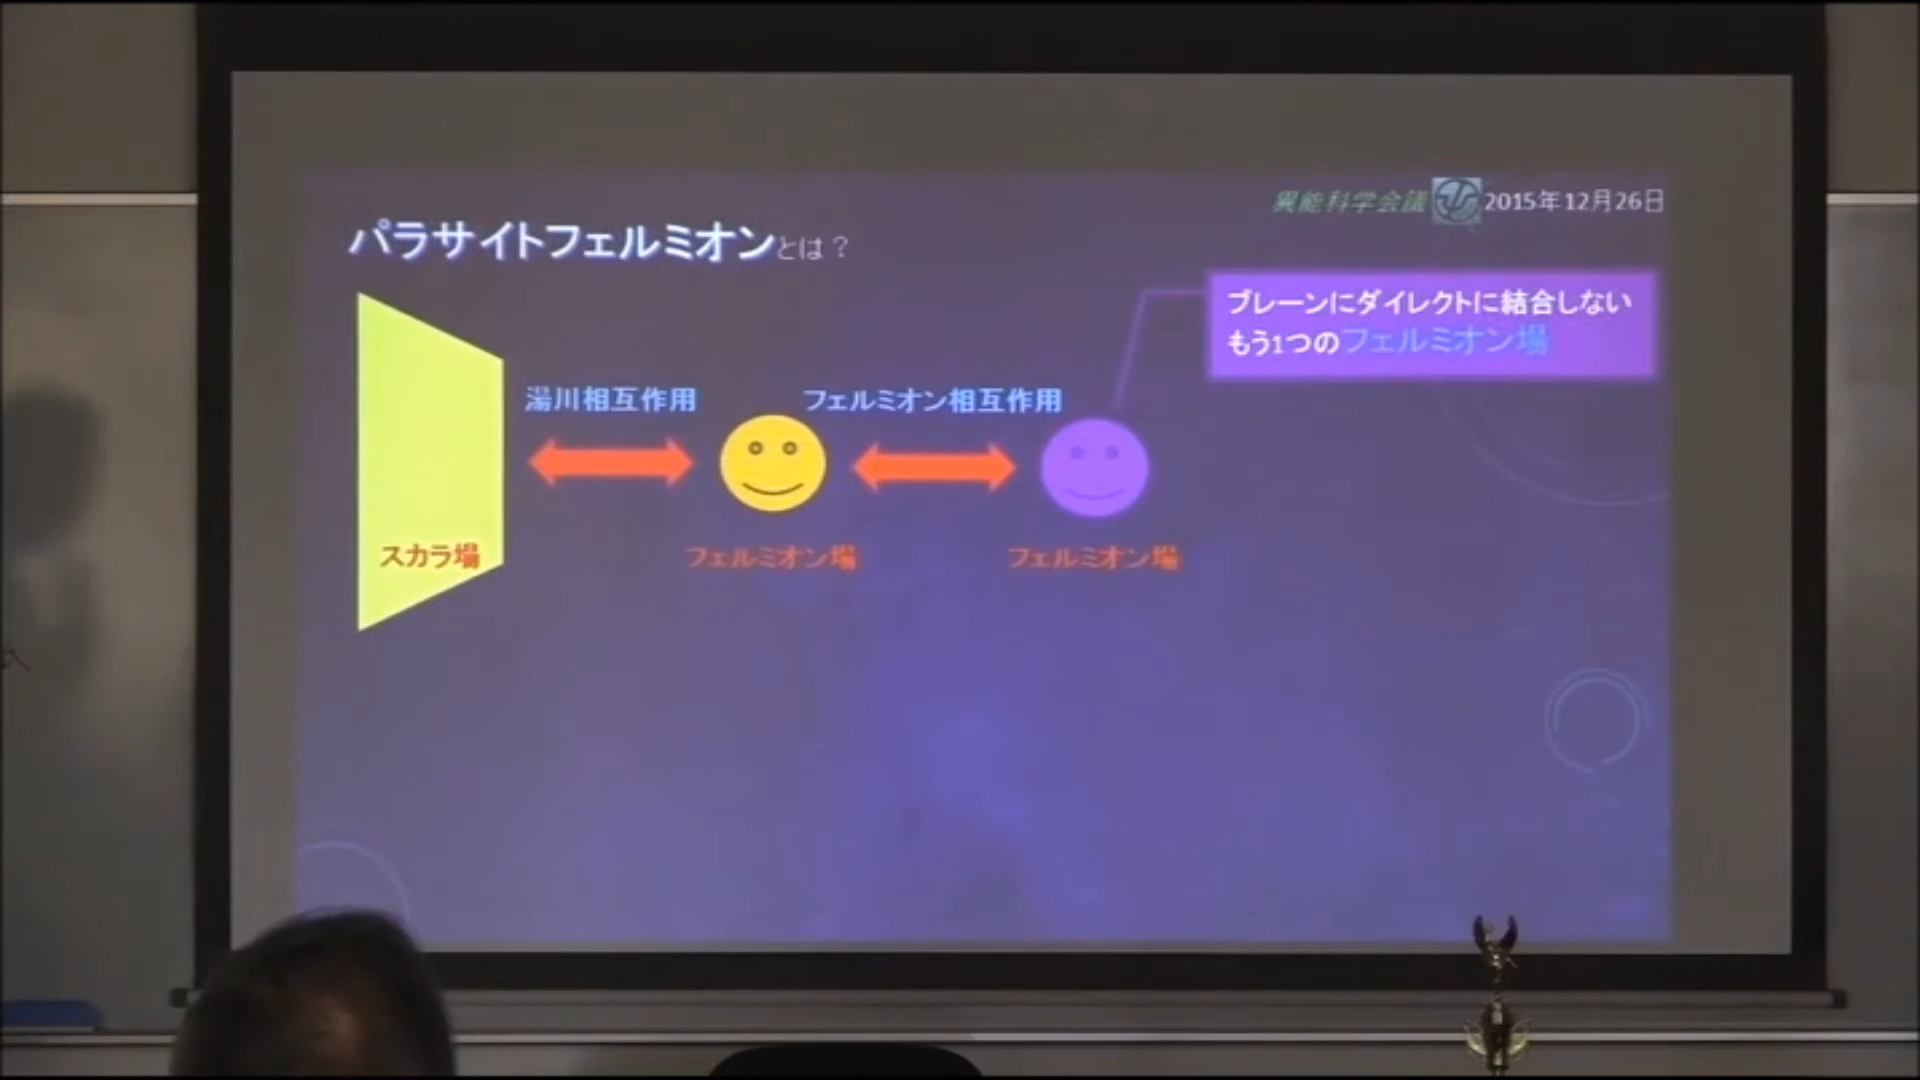 異能科学会議 2015年12月26日
パラサイトフェルミオンとは？
ブレーンにダイレクトに結合しない
もう1つのフェルミオン場
湯川相互作用
フェルミオン相互作用
スカラ場
フェルミオン場
フェルミオン場